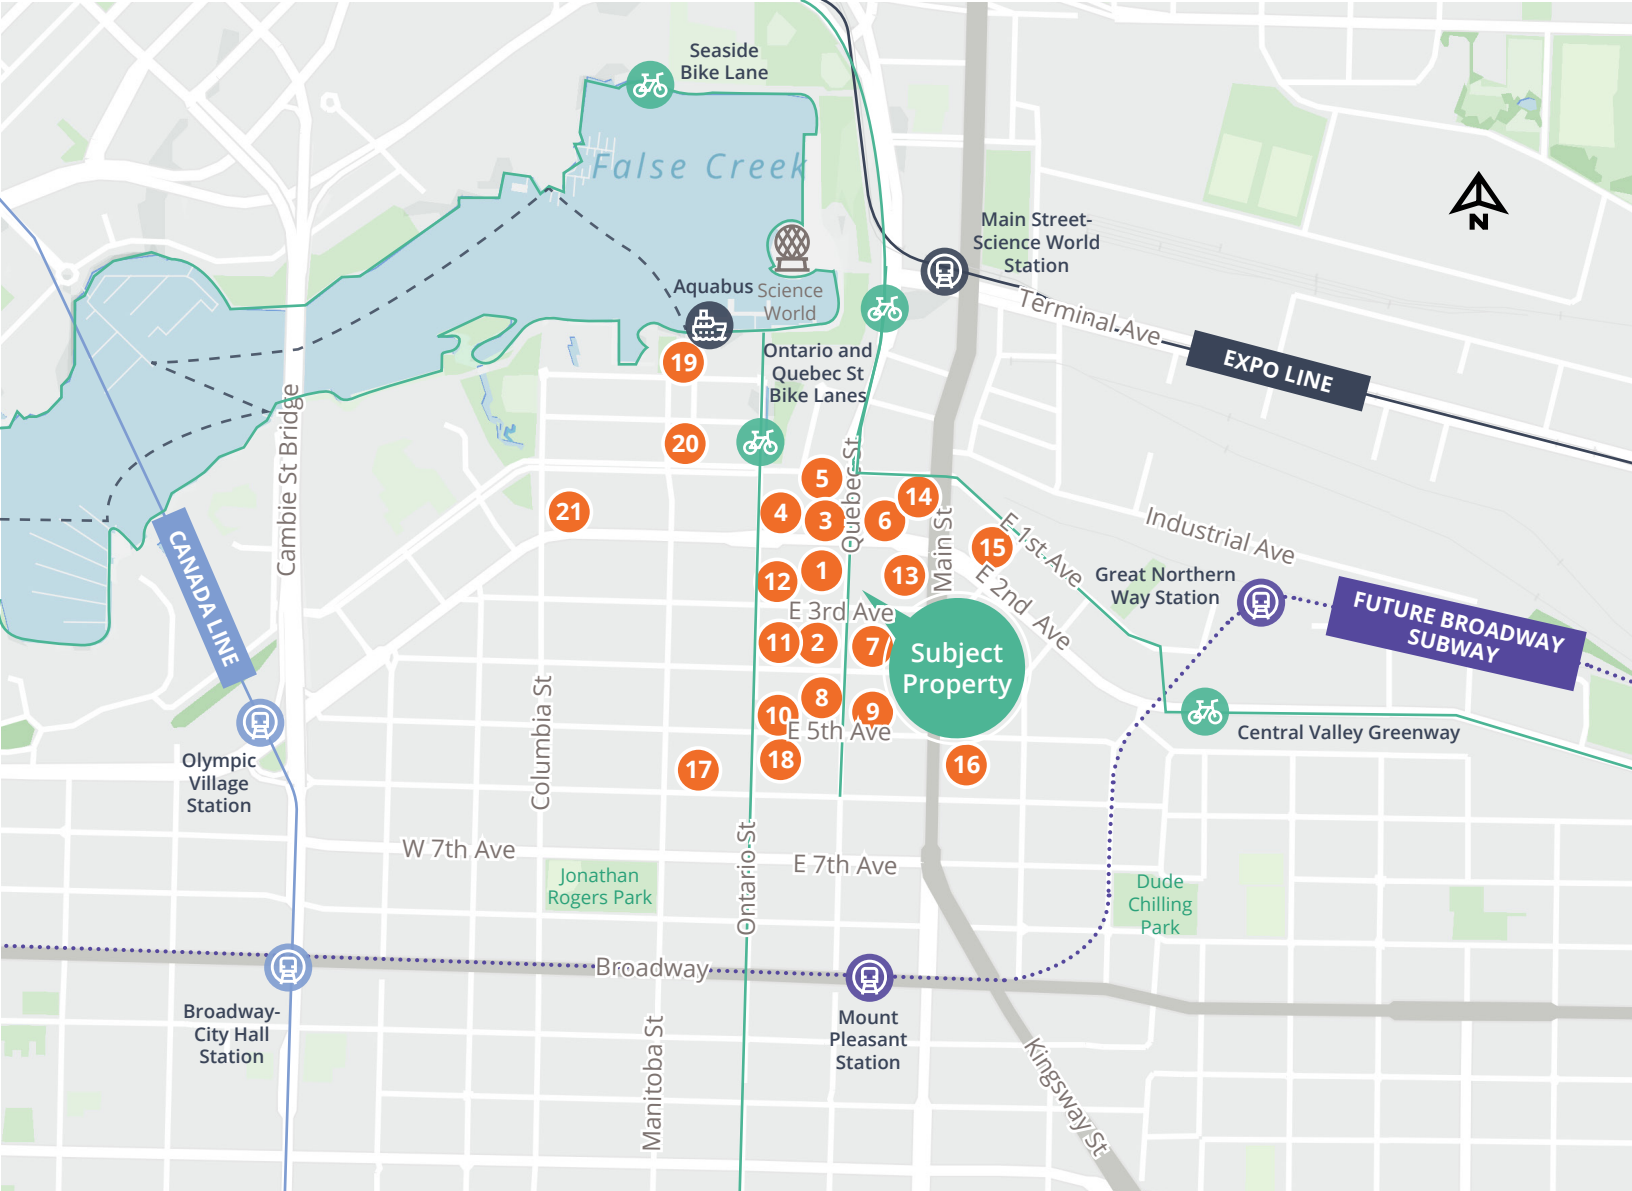 Seaside
Bike Lane
False Creek
Main Street-
Science World
Station
N
Aquabus
Science
World
Terminal Ave
EXPO LINE
Ontario and
Quebec St
Bike Lanes
19
20
21
Cambie St Bridge
CANADA LINE
5
4
3
6
14
Quebec St
Main St
15
E 1st Ave
Industrial Ave
1
12
13
E 2nd Ave
Great Northern
Way Station
FUTURE BROADWAY
SUBWAY
E 3rd Ave
11
2
7
Subject
Property
8
10
9
E 5th Ave
18
17
16
Central Valley Greenway
Olympic
Village
Station
Columbia St
W 7th Ave
E 7th Ave
Ontario St
Jonathan
Rogers Park
Dude
Chilling
Park
Broadway
Broadway-
City Hall
Station
Mount
Pleasant
Station
Manitoba St
Kingsway St